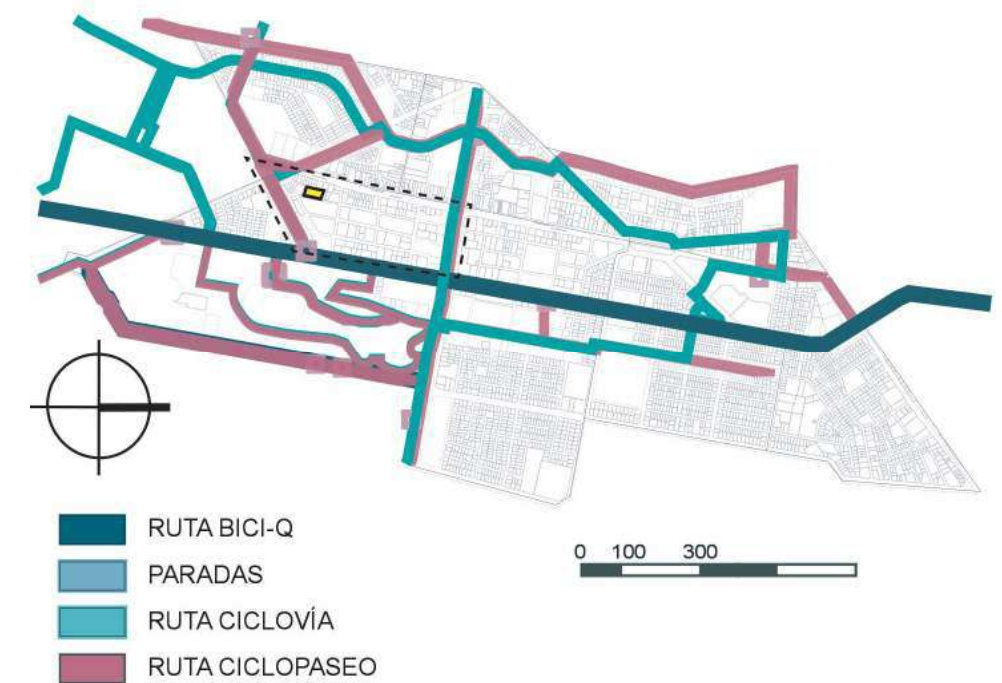 RUTA BICI-Q
PARADAS
RUTA CICLOVÍA
RUTA CICLOPASEO
0 100 300